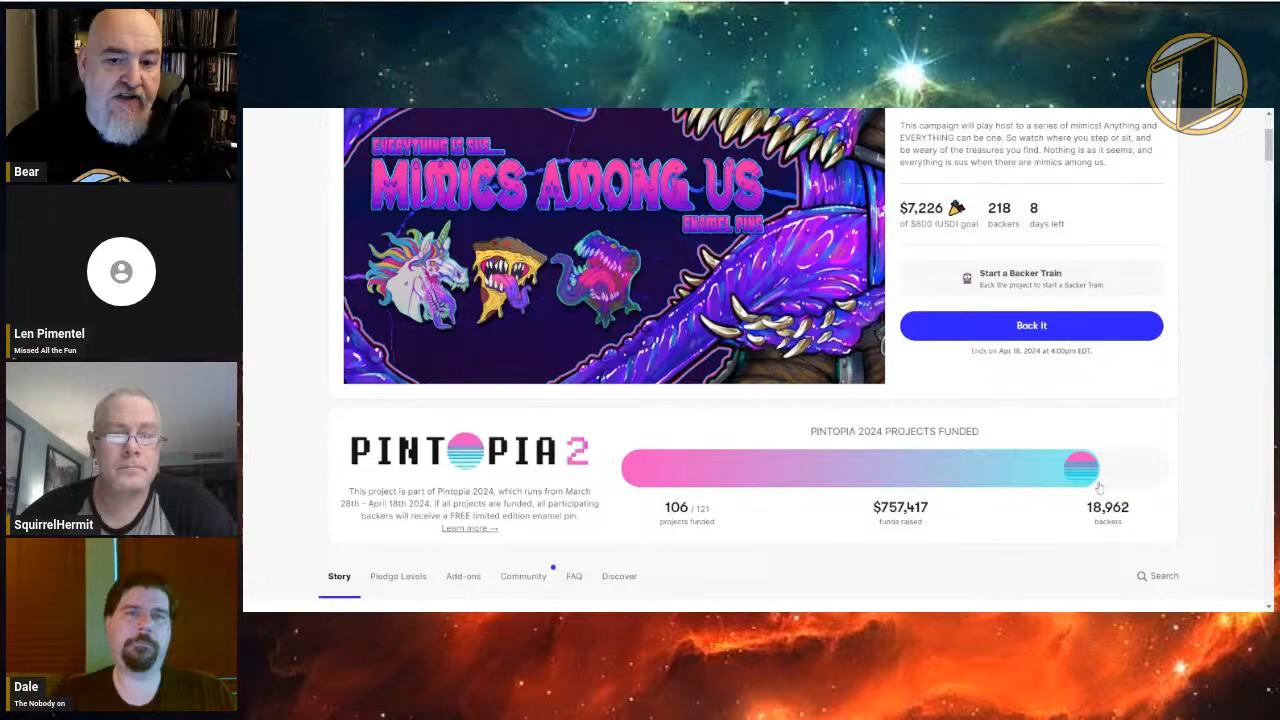 Bear
Len Pimentel
Missed All the Fun
SquirrelHermit
Dale
The Nobody on
EVERYTHING IS SUS...
MIMICS AMONG US
ENAMEL PINS
This campaign will play host to a series of mimics! Anything and
EVERYTHING can be one. So watch where you step or sit, and
be weary of the treasures you find. Nothing is as it seems, and
everything is sus when there are mimics among us.
$7,226 218 8
of $800 (USD) goal backers days left
Start a Backer Train
Back the project to start a Backer Train
Back It
Ends on Apr 18, 2024 at 4:00pm EDT.
PINTOPIA 2
This project is part of Pintopia 2024, which runs from March
28th - April 18th 2024. If all projects are funded, all participating
backers will receive a FREE limited edition enamel pin.
Learn more →
PINTOPIA 2024 PROJECTS FUNDED
106 / 121 $757,417 18,962
projects funded funds raised backers
Story Pledge Levels Add-ons Community FAQ Discover Search